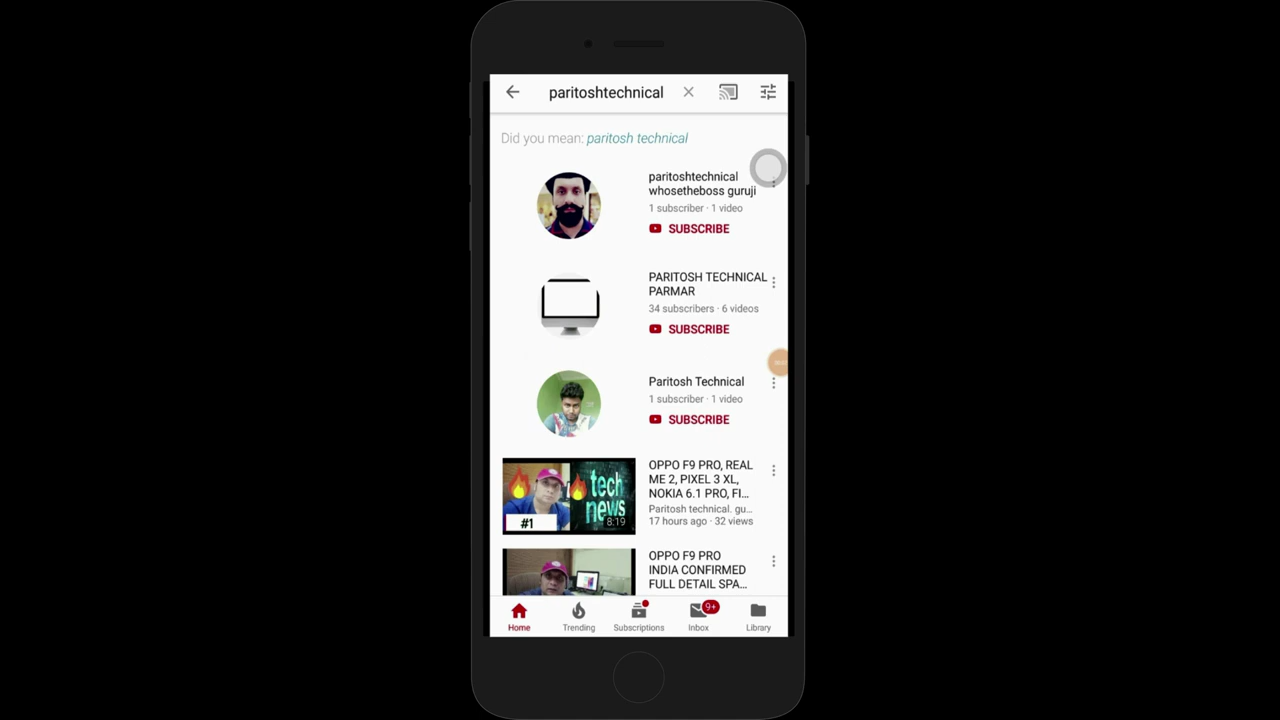 paritoshtechnical
Did you mean: paritosh technical
paritoshtechnical
whosetheboss guruji
1 subscriber · 1 video
SUBSCRIBE
PARITOSH TECHNICAL
PARMAR
34 subscribers · 6 videos
SUBSCRIBE
Paritosh Technical
1 subscriber · 1 video
SUBSCRIBE
tech
news
#1
8:19
OPPO F9 PRO, REAL
ME 2, PIXEL 3 XL,
NOKIA 6.1 PRO, FI...
Paritosh technical. gu...
17 hours ago · 32 views
OPPO F9 PRO
INDIA CONFIRMED
FULL DETAIL SPA...
9+
Home
Trending
Subscriptions
Inbox
Library